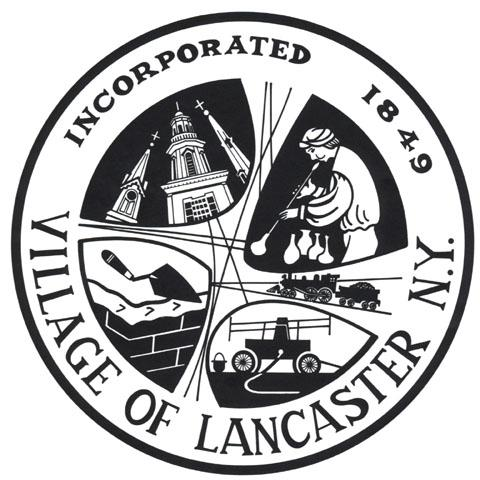 INCORPORATED 1849
VILLAGE OF LANCASTER N.Y.